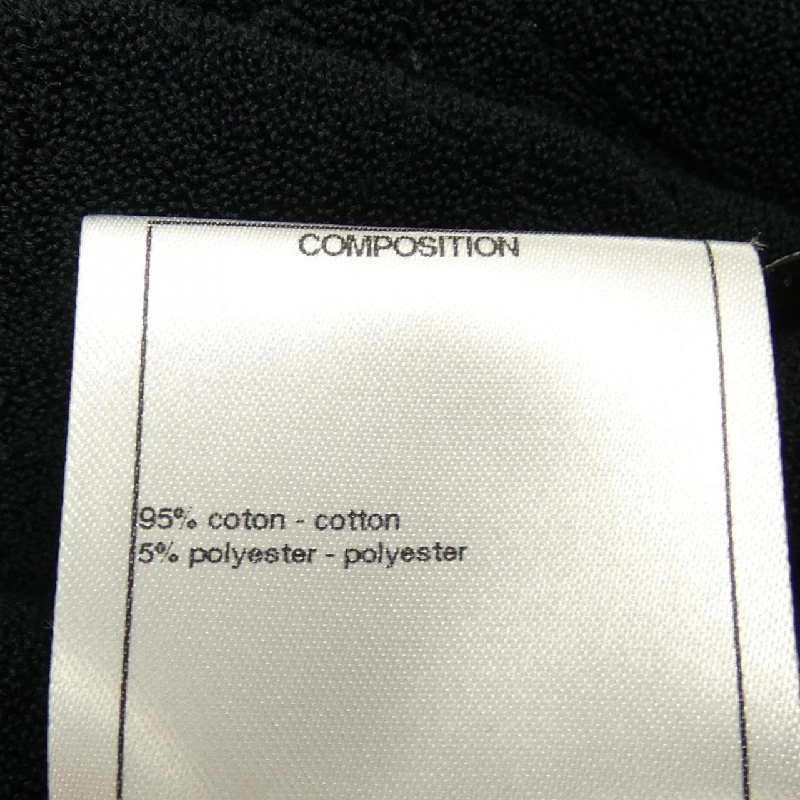 COMPOSITION
95% coton - cotton
5% polyester - polyester